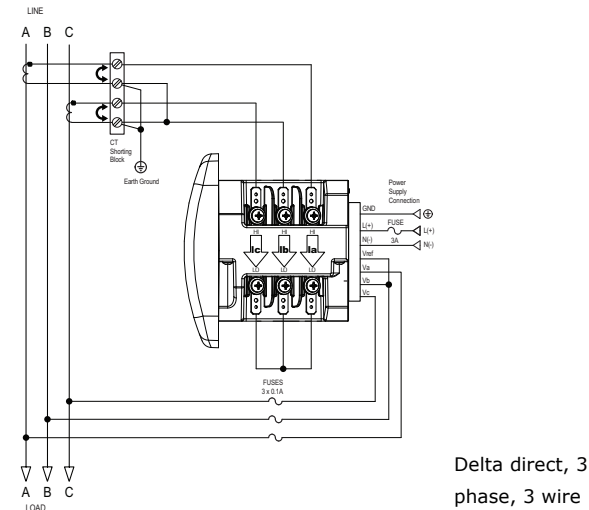 LINE
A B C
CT
Shorting
Block
Earth Ground
Power
Supply
Connection
GND
FUSE
L(+)
L(+)
N(-)
3A
N(-)
Vref
Va
Vb
Vc
HI HI HI
Ic Ib Ia
LO LO LO
FUSES
3 x 0.1A
A B C
LOAD
Delta direct, 3
phase, 3 wire